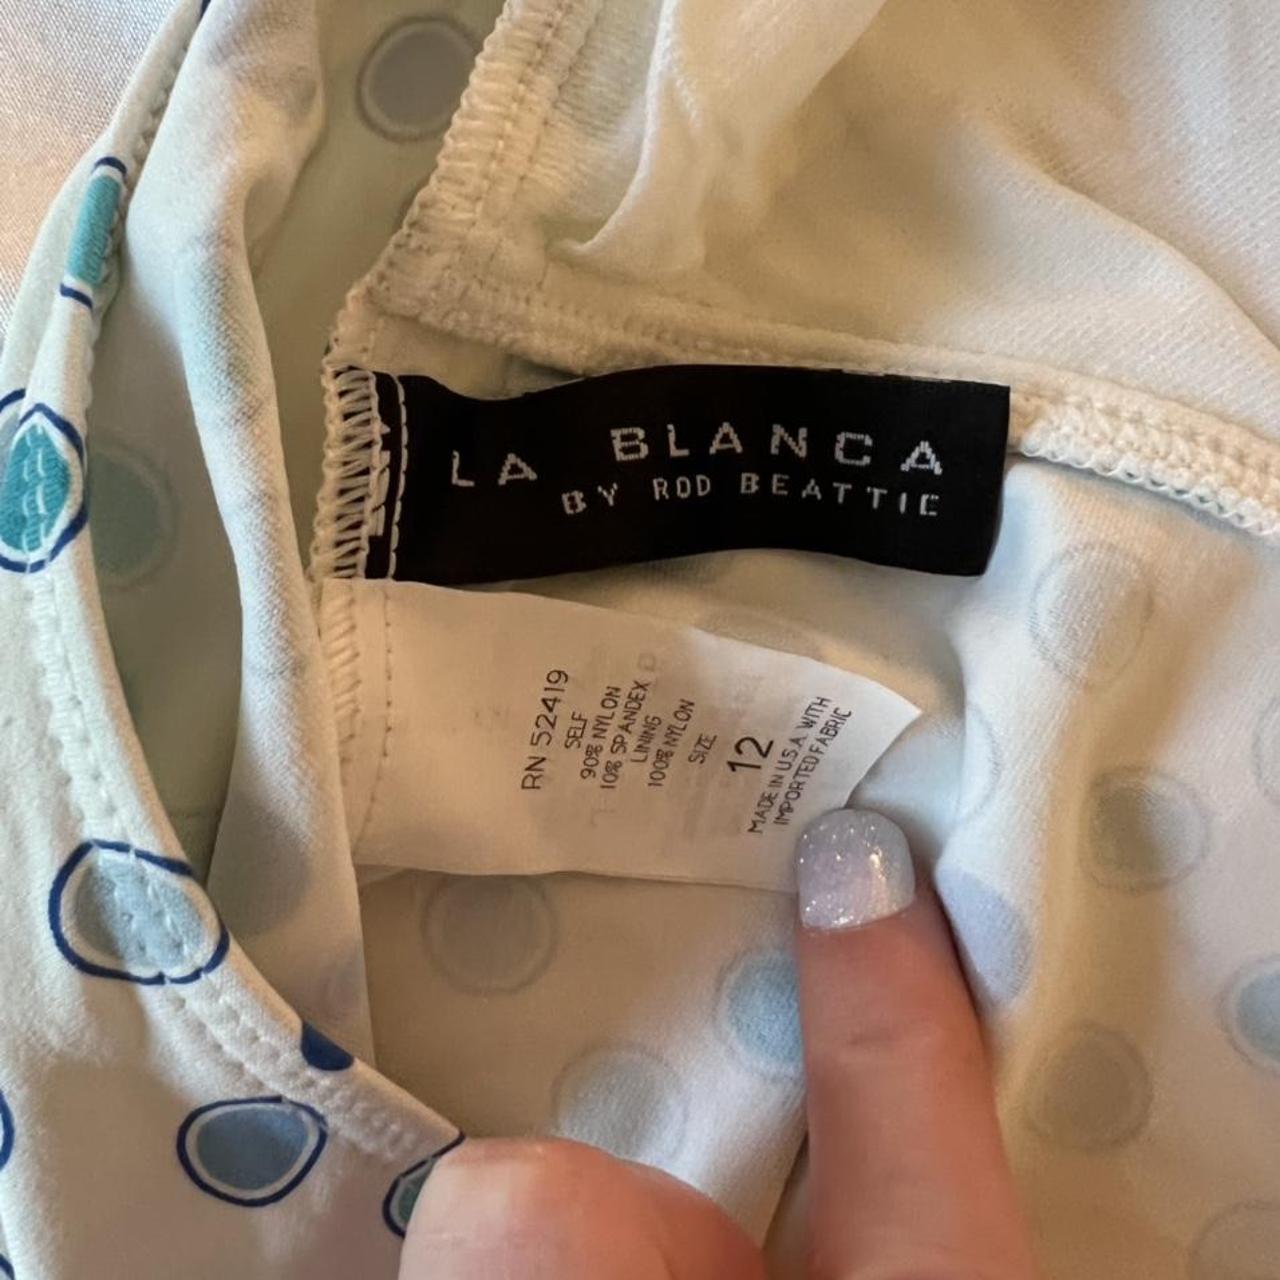 LA BLANCA
BY ROD BEATTIE
RN 52419
SELF
90% NYLON
10% SPANDEX
LINING
100% NYLON
SIZE
12
MADE IN U.S.A. WITH
IMPORTED FABRIC